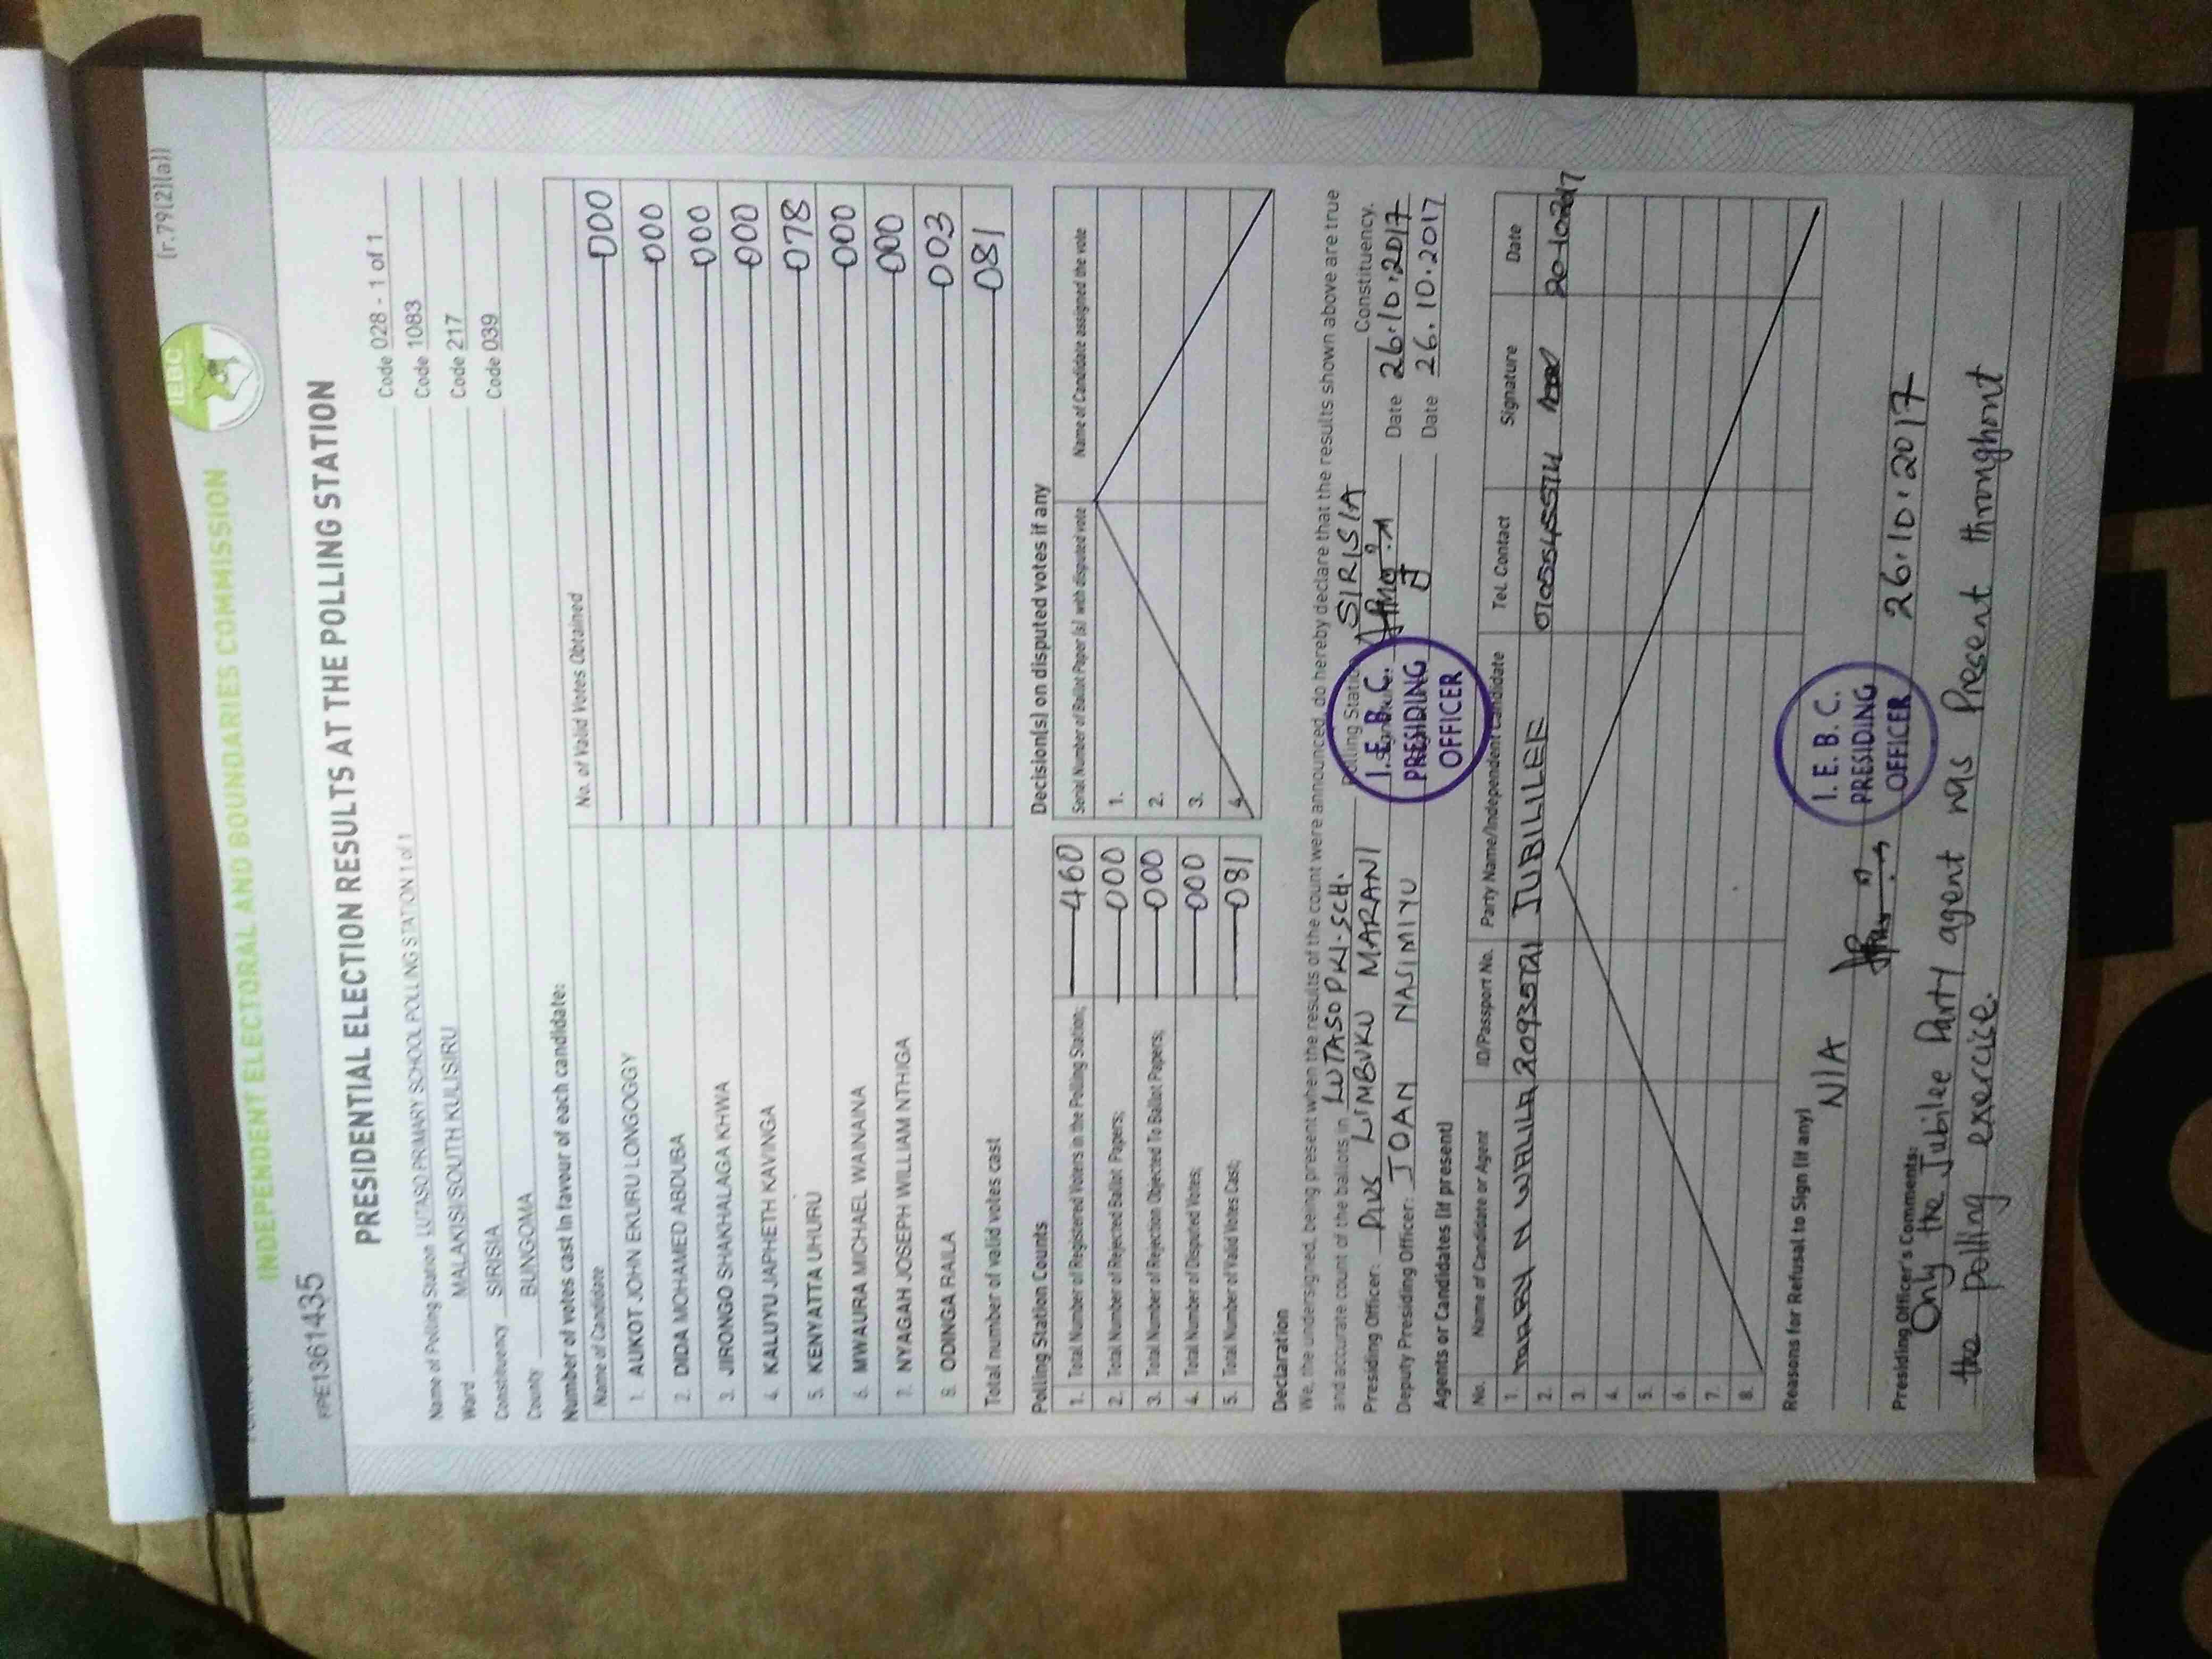 [r.79(2)(a)]
IEBC
INDEPENDENT ELECTORAL AND BOUNDARIES COMMISSION
PRESIDENTIAL ELECTION RESULTS AT THE POLLING STATION
Name of Polling Station LUTASO PRIMARY SCHOOL POLLING STATION 1 of 1 Code 028 - 1 of 1
Ward MALAKISI/SOUTH KULISIRU Code 1083
Constituency SIRISIA Code 217
County BUNGOMA Code 039
Number of votes cast in favour of each candidate:
Name of Candidate No. of Valid Votes Obtained
000
1. AUKOT JOHN EKURU LONGOGGY 000
2. DIDA MOHAMED ABDUBA 000
3. JIRONGO SHAKHALAGA KHWA 000
4. KALUYU JAPHETH KAVINGA 078
5. KENYATTA UHURU 000
6. MWAURA MICHAEL WAINAINA 000
7. NYAGAH JOSEPH WILLIAM NTHIGA 003
8. ODINGA RAILA 081
Total number of valid votes cast
Polling Station Counts
1. Total Number of Registered Voters in the Polling Station; 460
2. Total Number of Rejected Ballot Papers; 000
3. Total Number of Rejection Objected To Ballot Papers; 000
4. Total Number of Disputed Votes; 000
5. Total Number of Valid Votes Cast; 081
Decision(s) on disputed votes if any
Serial Number of Ballot Paper (s) with disputed vote Name of Candidate assigned the vote
1.
2.
3.
4.
Declaration
We, the undersigned, being present when the results of the count were announced, do hereby declare that the results shown above are true
and accurate count of the ballots in LUTASO PRI. SCH. Polling Station SIRISIA Constituency.
Presiding Officer: PIUS LIMBUKU MARANI Date 26.10.2017
Deputy Presiding Officer: JOAN NASIMIYU Date 26.10.2017
I. E. B. C.
PRESIDING
OFFICER
Agents or Candidates (if present)
No. Name of Candidate or Agent ID/Passport No. Party Name/Independent Candidate Tel. Contact Signature Date
1. MARY N JUBILILEE
2.
3.
4.
5.
6.
7.
8.
Reasons for Refusal to Sign (if any)
N/A
I. E. B. C.
PRESIDING
OFFICER
26.10.2017
Presiding Officer's Comments:
Only the Jubilee Party agent was Present throughout
the polling exercise.